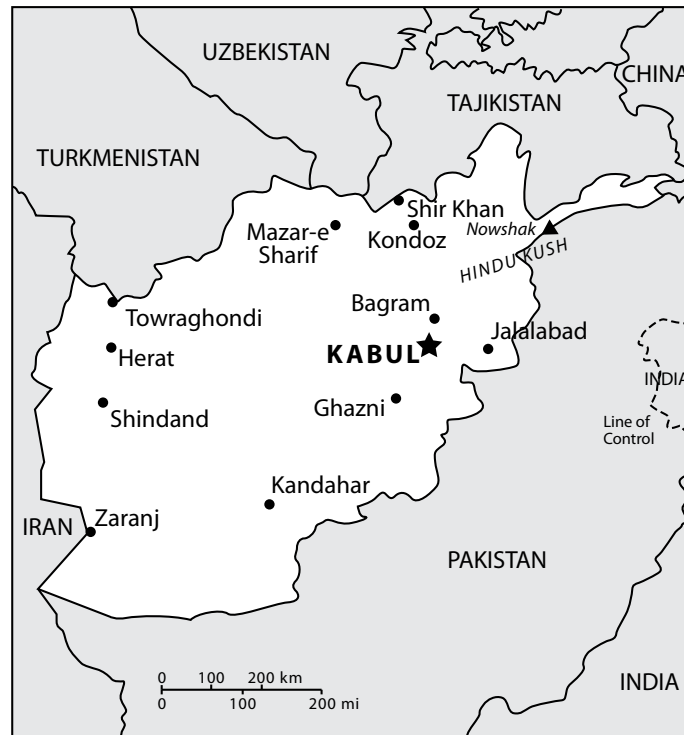 UZBEKISTAN
CHINA
TAJIKISTAN
TURKMENISTAN
Shir Khan
Mazar-e
Sharif
Kondoz
Nowshak
HINDU KUSH
Bagram
Towraghondi
Jalalabad
KABUL
Herat
INDIA
Ghazni
Shindand
Line of
Control
Kandahar
Zaranj
IRAN
PAKISTAN
0 100 200 km
0 100 200 mi
INDIA